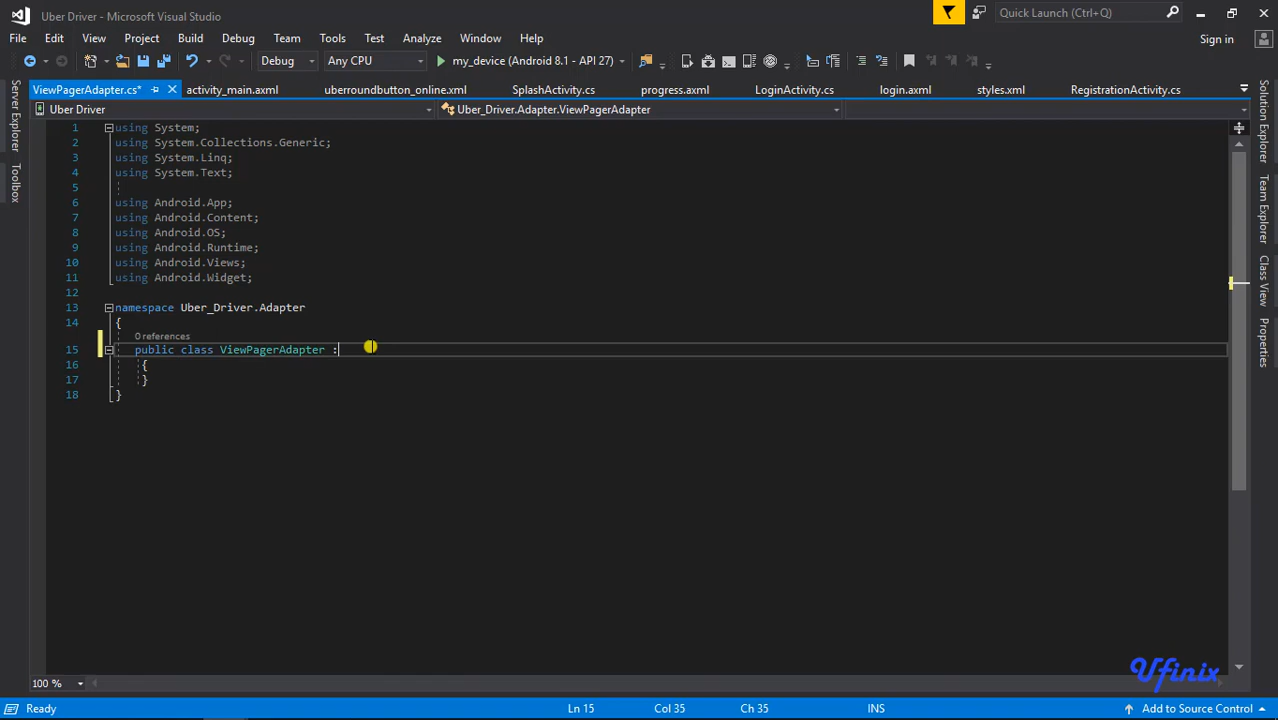 Uber Driver - Microsoft Visual Studio
Quick Launch (Ctrl+Q)
File Edit View Project Build Debug Team Tools Test Analyze Window Help
Sign in
Debug Any CPU my_device (Android 8.1 - API 27)
ViewPagerAdapter.cs* activity_main.axml uberroundbutton_online.xml SplashActivity.cs progress.axml LoginActivity.cs login.axml styles.xml RegistrationActivity.cs
Uber Driver Uber_Driver.Adapter.ViewPagerAdapter
Server Explorer
Toolbox
1 using System;
2 using System.Collections.Generic;
3 using System.Linq;
4 using System.Text;
5
6 using Android.App;
7 using Android.Content;
8 using Android.OS;
9 using Android.Runtime;
10 using Android.Views;
11 using Android.Widget;
12
13 namespace Uber_Driver.Adapter
14 {
0 references
15 public class ViewPagerAdapter :
16 {
17 }
18 }
Solution Explorer
Team Explorer
Class View
Properties
Ufinix
100 %
Ready Ln 15 Col 35 Ch 35 INS Add to Source Control